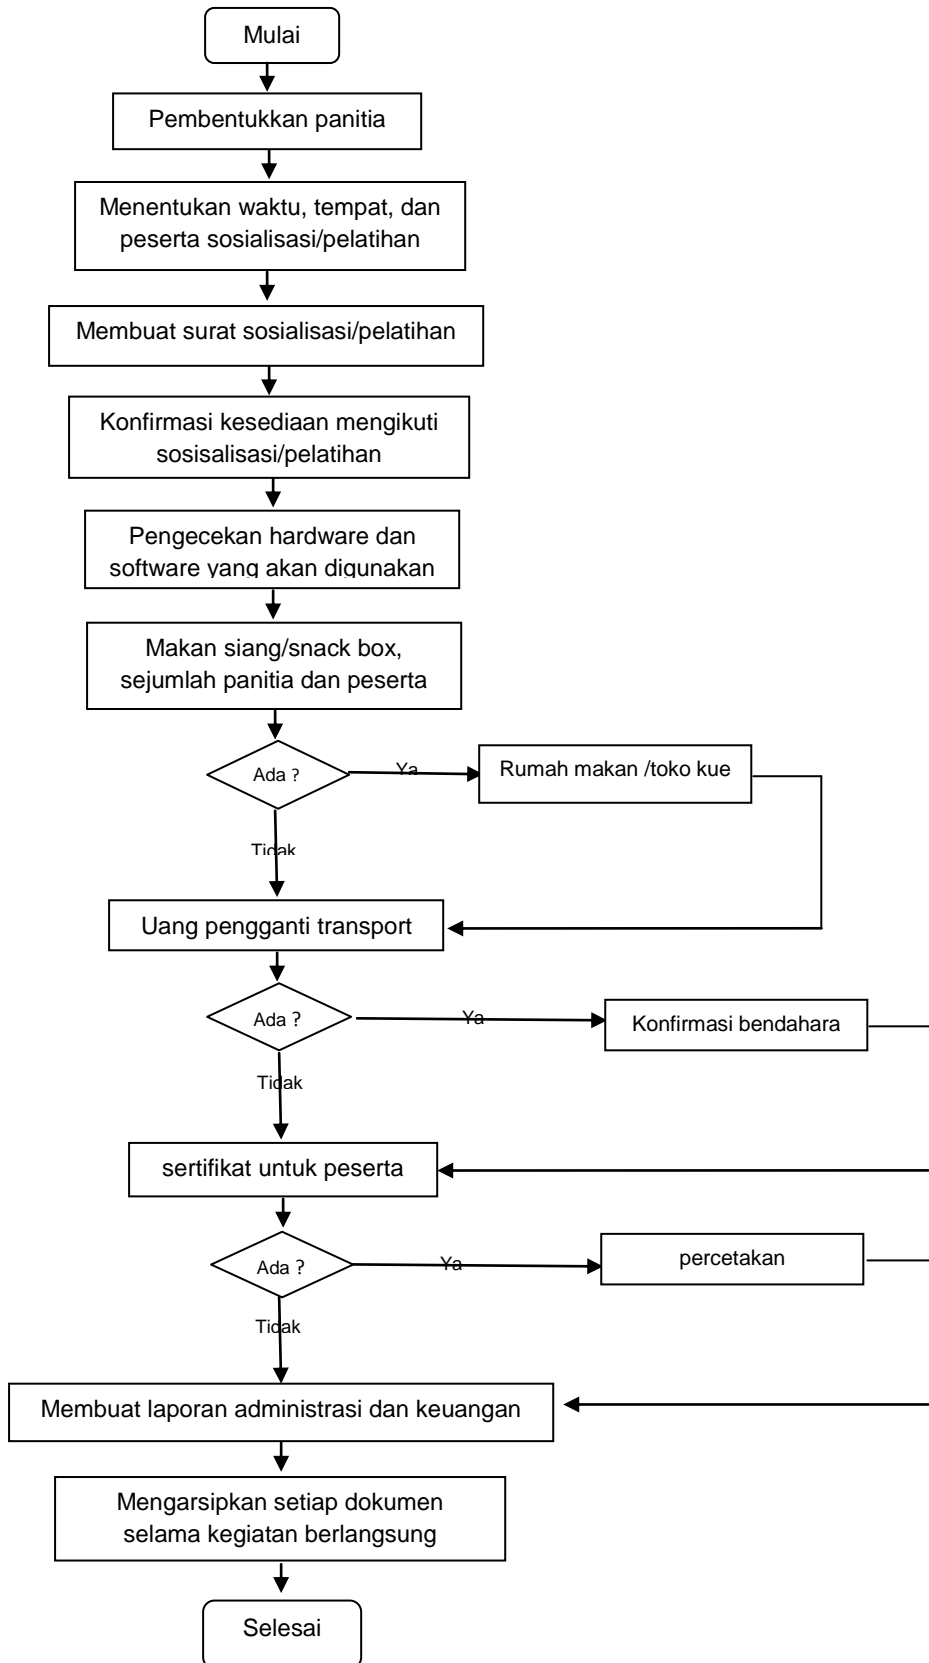 Mulai
Pembentukkan panitia
Menentukan waktu, tempat, dan
peserta sosialisasi/pelatihan
Membuat surat sosialisasi/pelatihan
Konfirmasi kesediaan mengikuti
sosisalisasi/pelatihan
Pengecekan hardware dan
software yang akan digunakan
Makan siang/snack box,
sejumlah panitia dan peserta
Ada ?
Ya
Rumah makan /toko kue
Tidak
Uang pengganti transport
Ada ?
Ya
Konfirmasi bendahara
Tidak
sertifikat untuk peserta
Ada ?
Ya
percetakan
Tidak
Membuat laporan administrasi dan keuangan
Mengarsipkan setiap dokumen
selama kegiatan berlangsung
Selesai